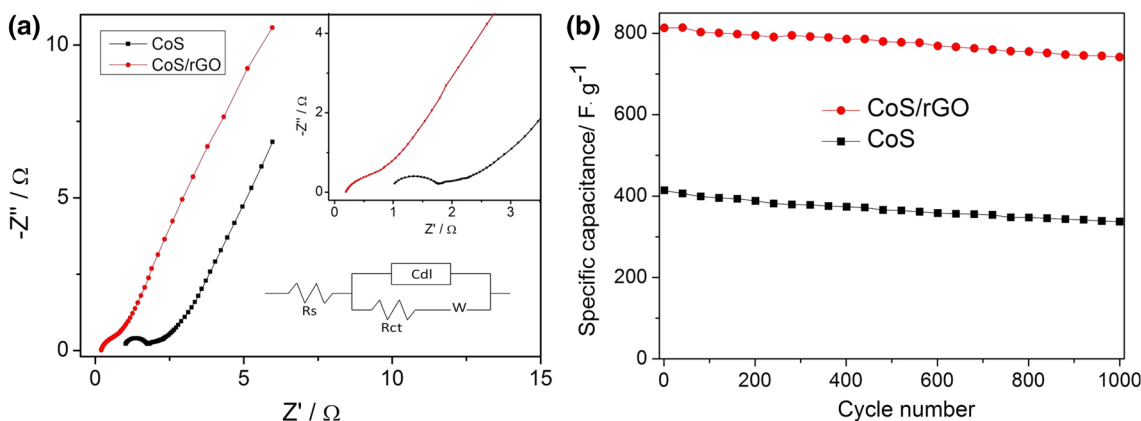 (a)
10
5
0
-Z" / Ω
CoS
CoS/rGO
4
2
0
-Z" / Ω
0
1
2
3
Z' / Ω
Rs
Cdl
Rct
W
0
5
10
15
Z' / Ω
(b)
800
600
400
200
0
Specific capacitance/ F· g-1
CoS/rGO
CoS
0
200
400
600
800
1000
Cycle number